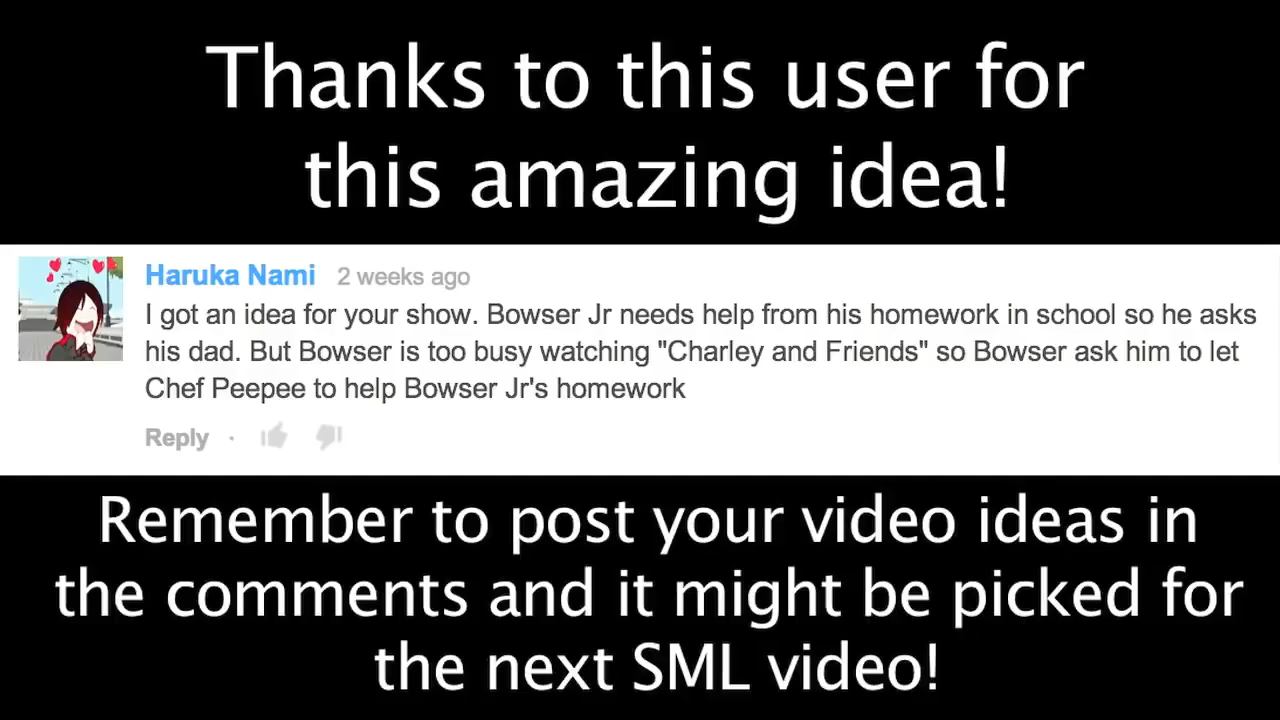 Thanks to this user for
this amazing idea!
Haruka Nami 2 weeks ago
I got an idea for your show. Bowser Jr needs help from his homework in school so he asks
his dad. But Bowser is too busy watching "Charley and Friends" so Bowser ask him to let
Chef Peepee to help Bowser Jr's homework
Reply ·
Remember to post your video ideas in
the comments and it might be picked for
the next SML video!